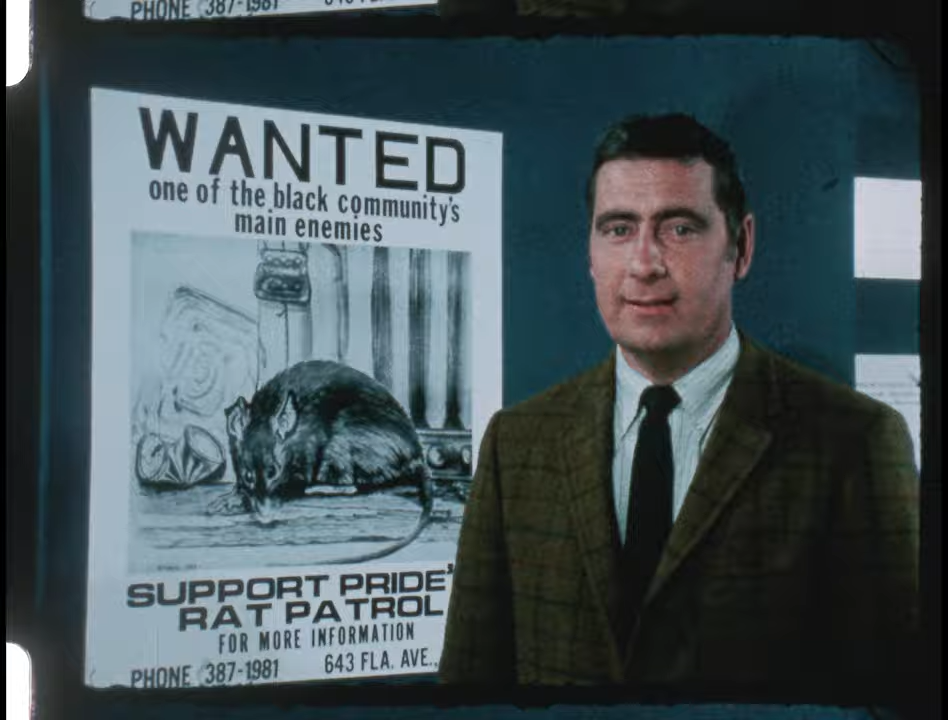 PHONE 387-1981
WANTED
one of the black community's
main enemies
SUPPORT PRIDE'
RAT PATROL
FOR MORE INFORMATION
PHONE 387-1981 643 FLA. AVE.,